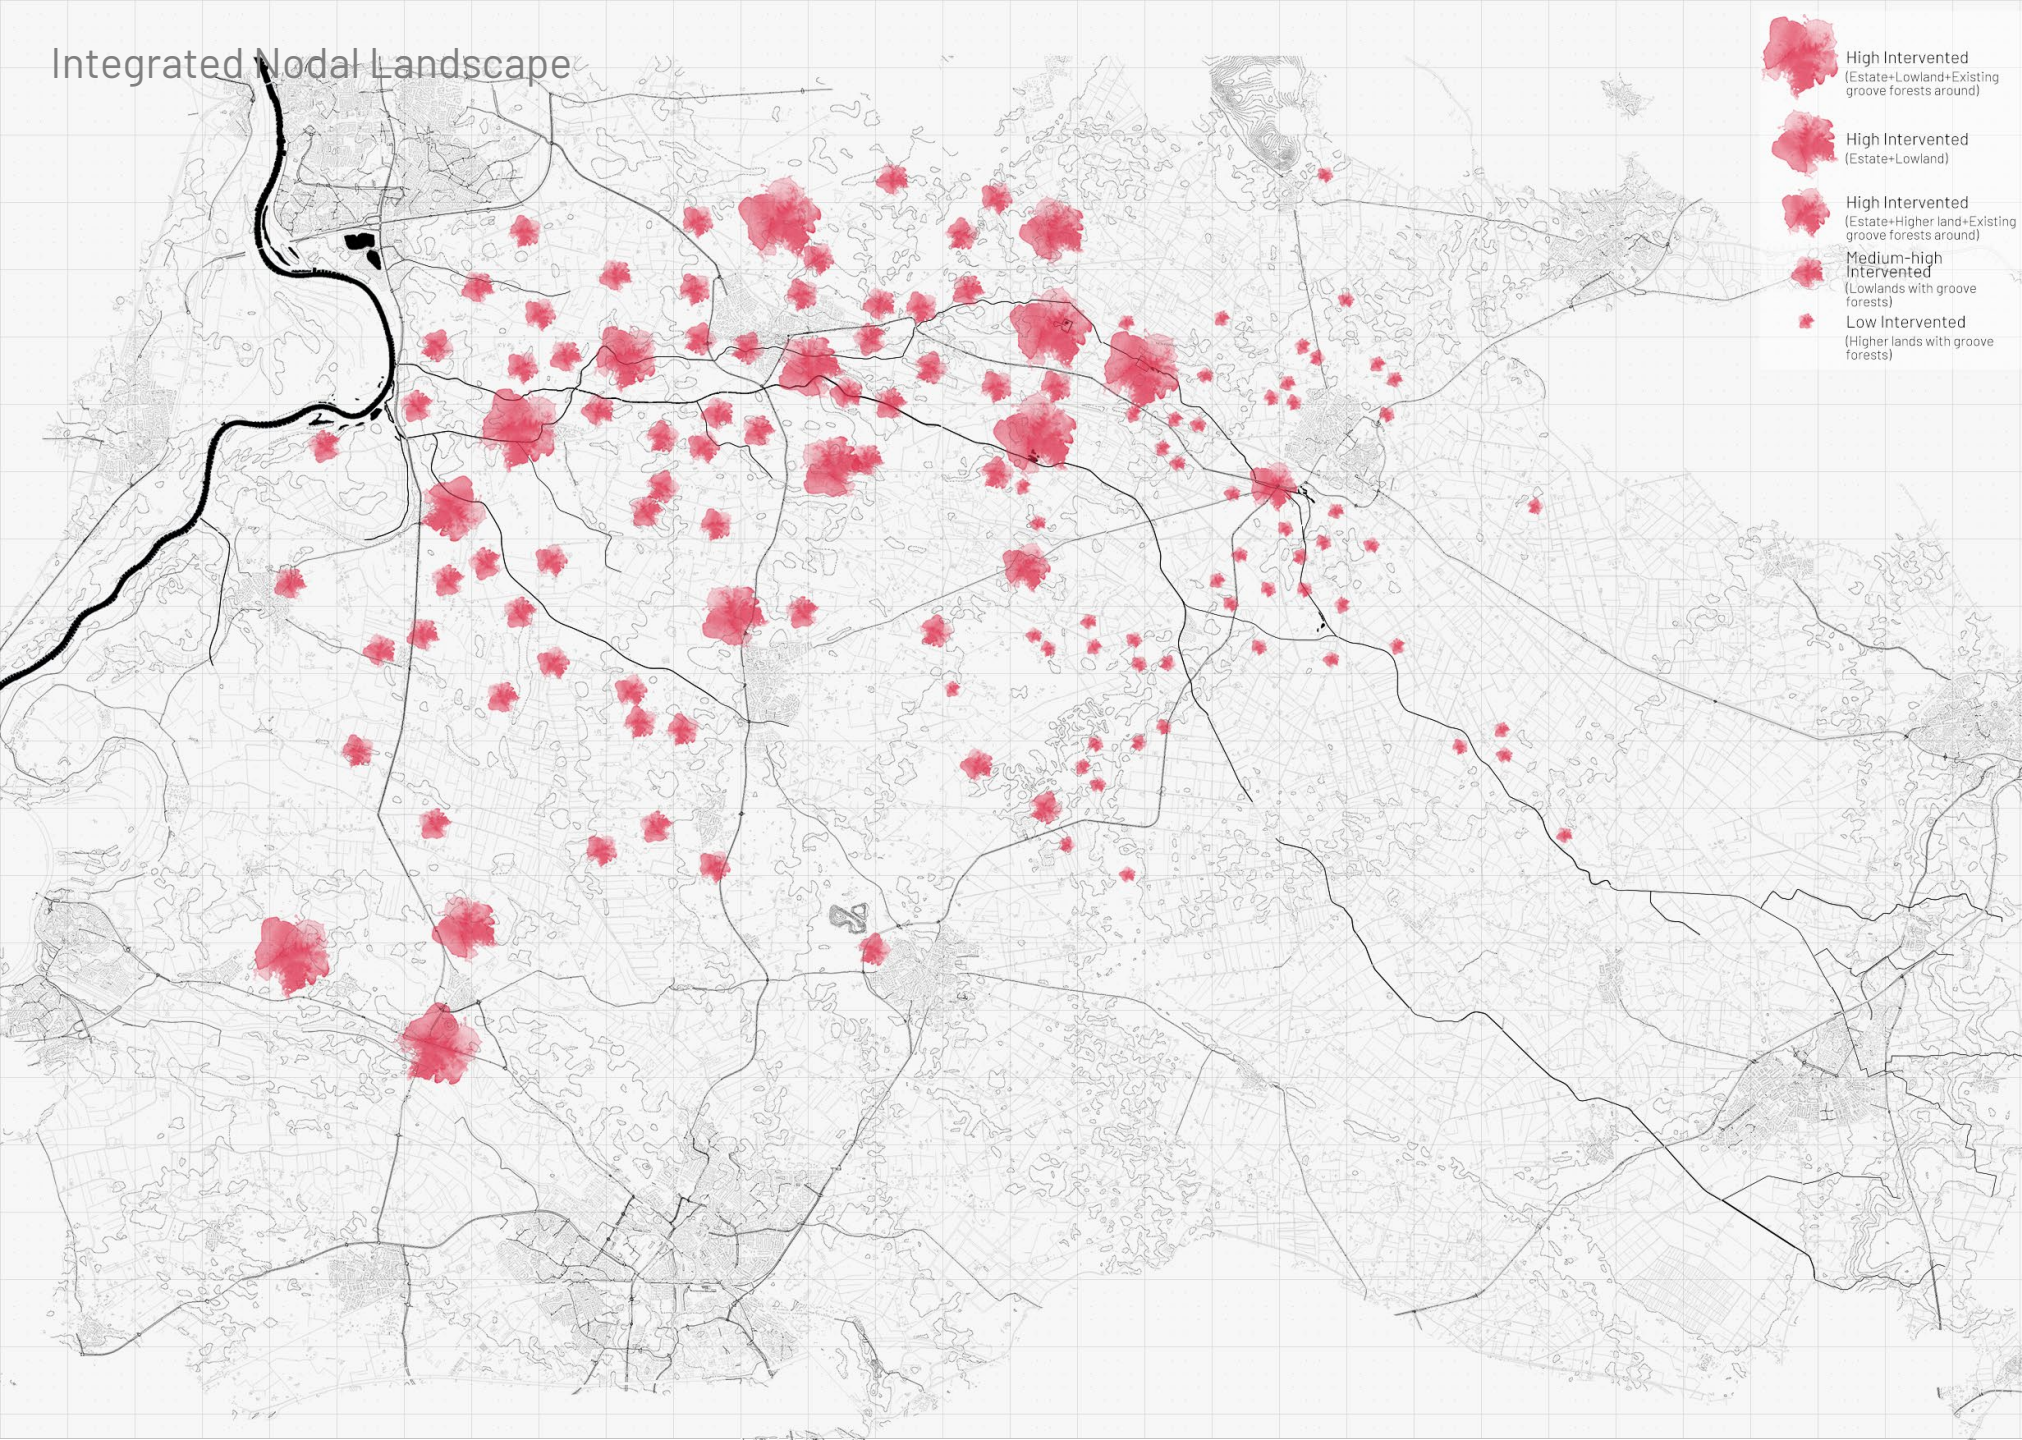 Integrated Nodal Landscape
High Intervented
(Estate+Lowland+Existing
groove forests around)
High Intervented
(Estate+Lowland)
High Intervented
(Estate+Higher land+Existing
groove forests around)
Medium-high
Intervented
(Lowlands with groove
forests)
Low Intervented
(Higher lands with groove
forests)